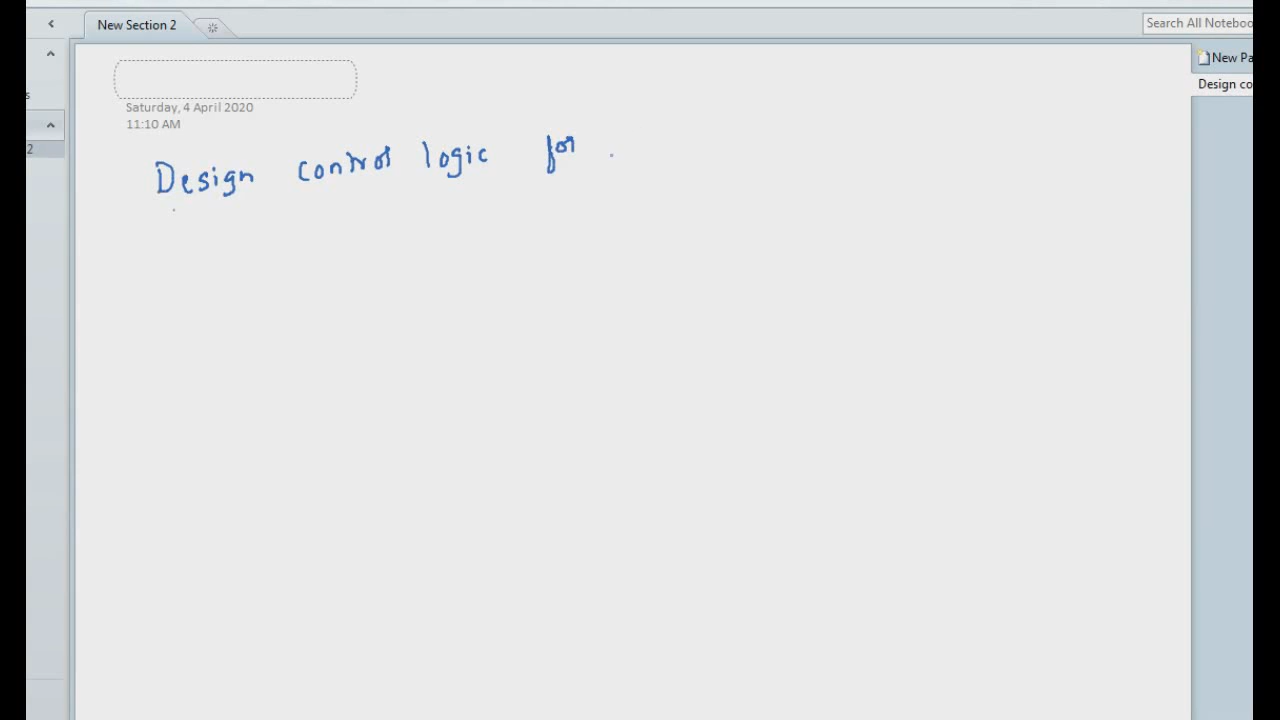 New Section 2
Search All Noteboo
New Pa
Design co
s
2
Saturday, 4 April 2020
11:10 AM
Design control logic for